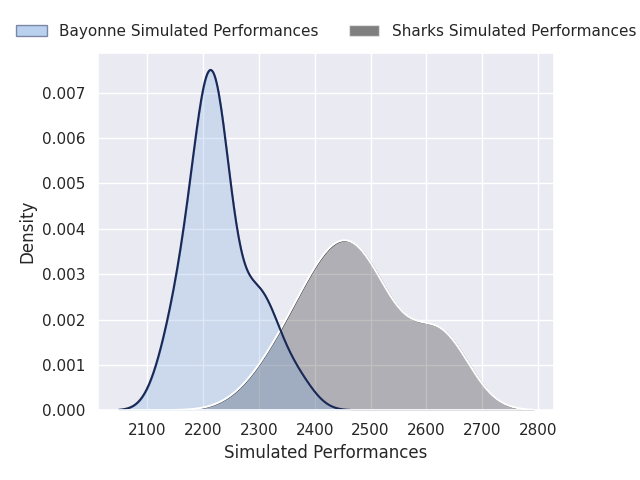 Bayonne Simulated Performances
Sharks Simulated Performances
Density
0.007
0.006
0.005
0.004
0.003
0.002
0.001
0.000
2100 2200 2300 2400 2500 2600 2700 2800
Simulated Performances